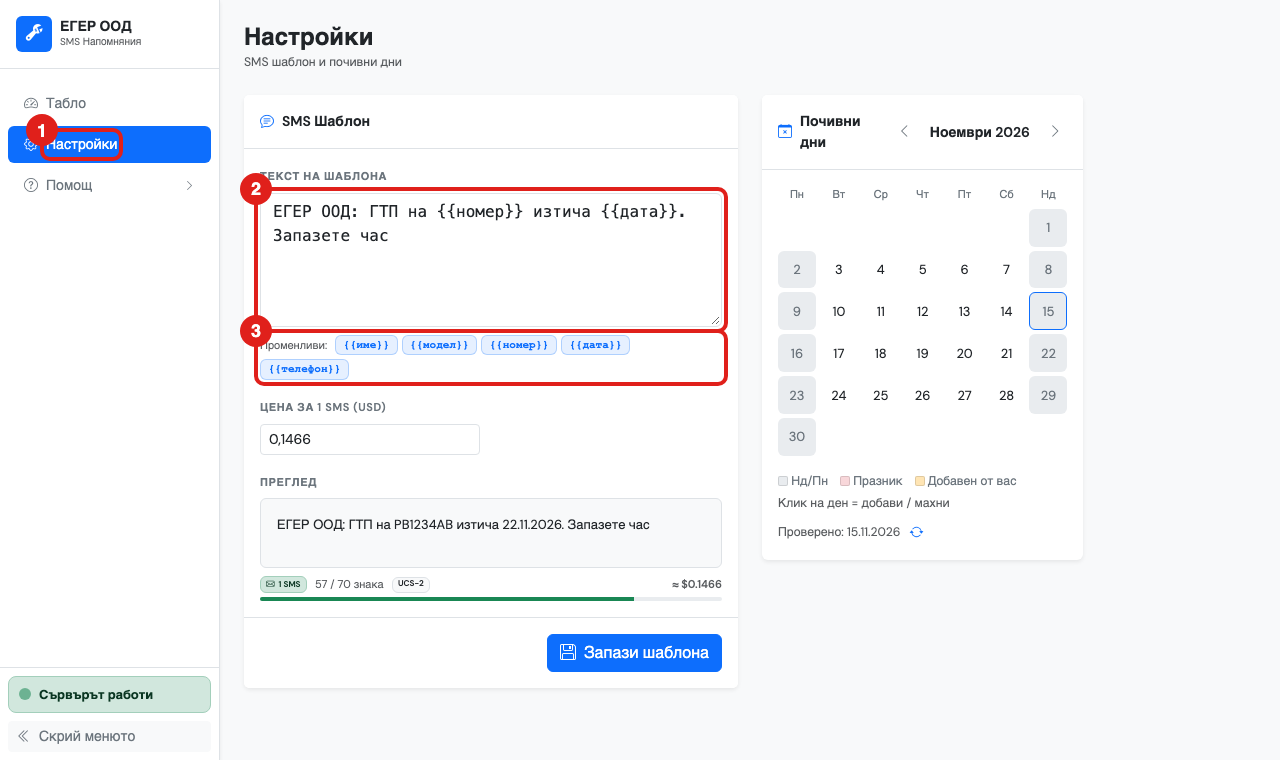 ЕГЕР ООД
SMS Напомняния
Табло
1
Настройки
Помощ
Сървърът работи
Скрий менюто
Настройки
SMS шаблон и почивни дни
SMS Шаблон
ТЕКСТ НА ШАБЛОНА
2
ЕГЕР ООД: ГТП на {{номер}} изтича {{дата}}.
Запазете час
3
Променливи: {{име}} {{модел}} {{номер}} {{дата}}
{{телефон}}
ЦЕНА ЗА 1 SMS (USD)
0,1466
ПРЕГЛЕД
ЕГЕР ООД: ГТП на PB1234AB изтича 22.11.2026. Запазете час
1 SMS 57 / 70 знака UCS-2 ≈ $0.1466
Запази шаблона
Почивни
дни
Ноември 2026
Пн Вт Ср Чт Пт Сб Нд
1
2 3 4 5 6 7 8
9 10 11 12 13 14 15
16 17 18 19 20 21 22
23 24 25 26 27 28 29
30
Нд/Пн Празник Добавен от вас
Клик на ден = добави / махни
Проверено: 15.11.2026